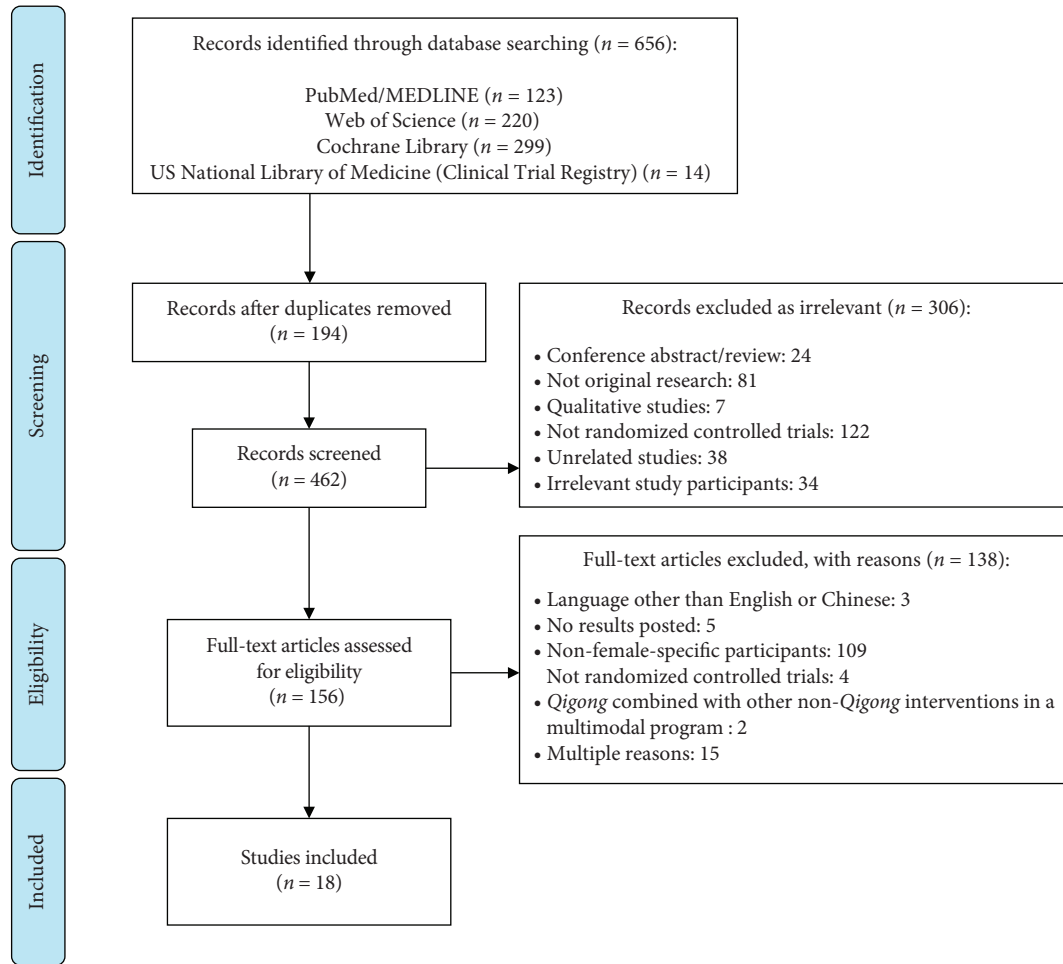 Identification
Records identified through database searching (n = 656):
PubMed/MEDLINE (n = 123)
Web of Science (n = 220)
Cochrane Library (n = 299)
US National Library of Medicine (Clinical Trial Registry) (n = 14)
Screening
Records after duplicates removed
(n = 194)
Records screened
(n = 462)
Records excluded as irrelevant (n = 306):
• Conference abstract/review: 24
• Not original research: 81
• Qualitative studies: 7
• Not randomized controlled trials: 122
• Unrelated studies: 38
• Irrelevant study participants: 34
Eligibility
Full-text articles assessed
for eligibility
(n = 156)
Full-text articles excluded, with reasons (n = 138):
• Language other than English or Chinese: 3
• No results posted: 5
• Non-female-specific participants: 109
Not randomized controlled trials: 4
• Qigong combined with other non-Qigong interventions in a
multimodal program : 2
• Multiple reasons: 15
Included
Studies included
(n = 18)